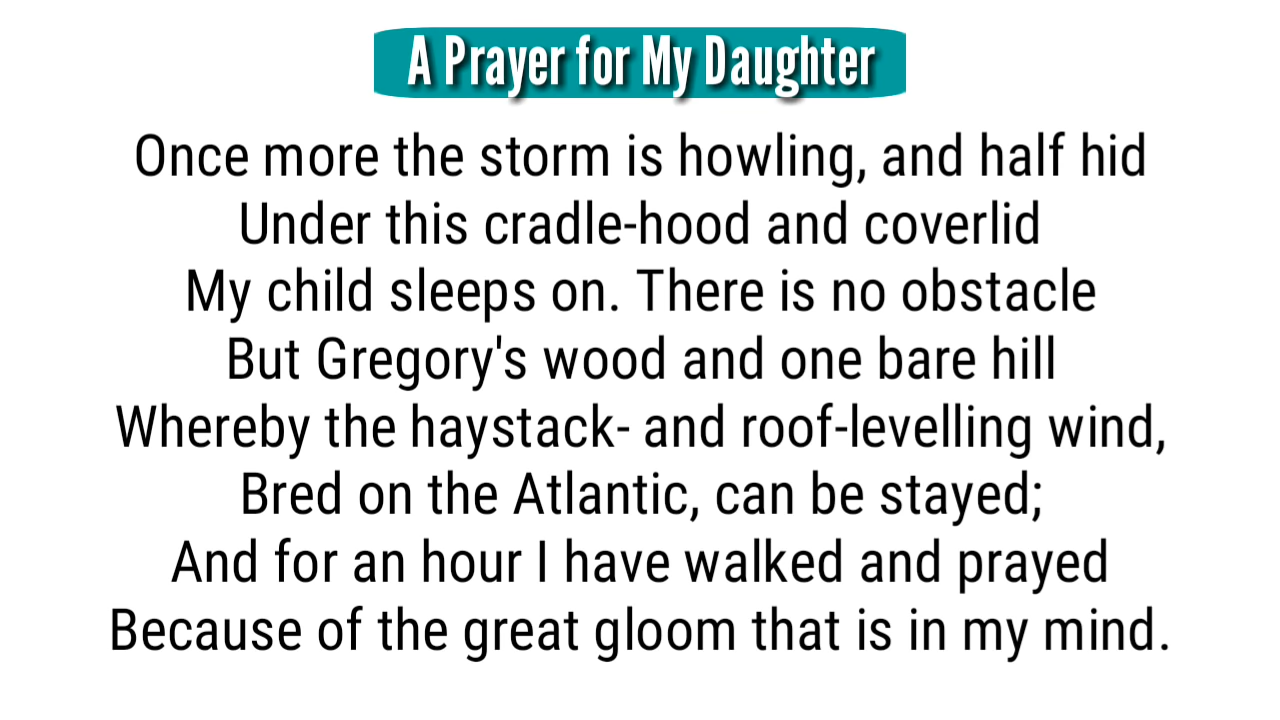 A Prayer for My Daughter
Once more the storm is howling, and half hid
Under this cradle-hood and coverlid
My child sleeps on. There is no obstacle
But Gregory's wood and one bare hill
Whereby the haystack- and roof-levelling wind,
Bred on the Atlantic, can be stayed;
And for an hour I have walked and prayed
Because of the great gloom that is in my mind.